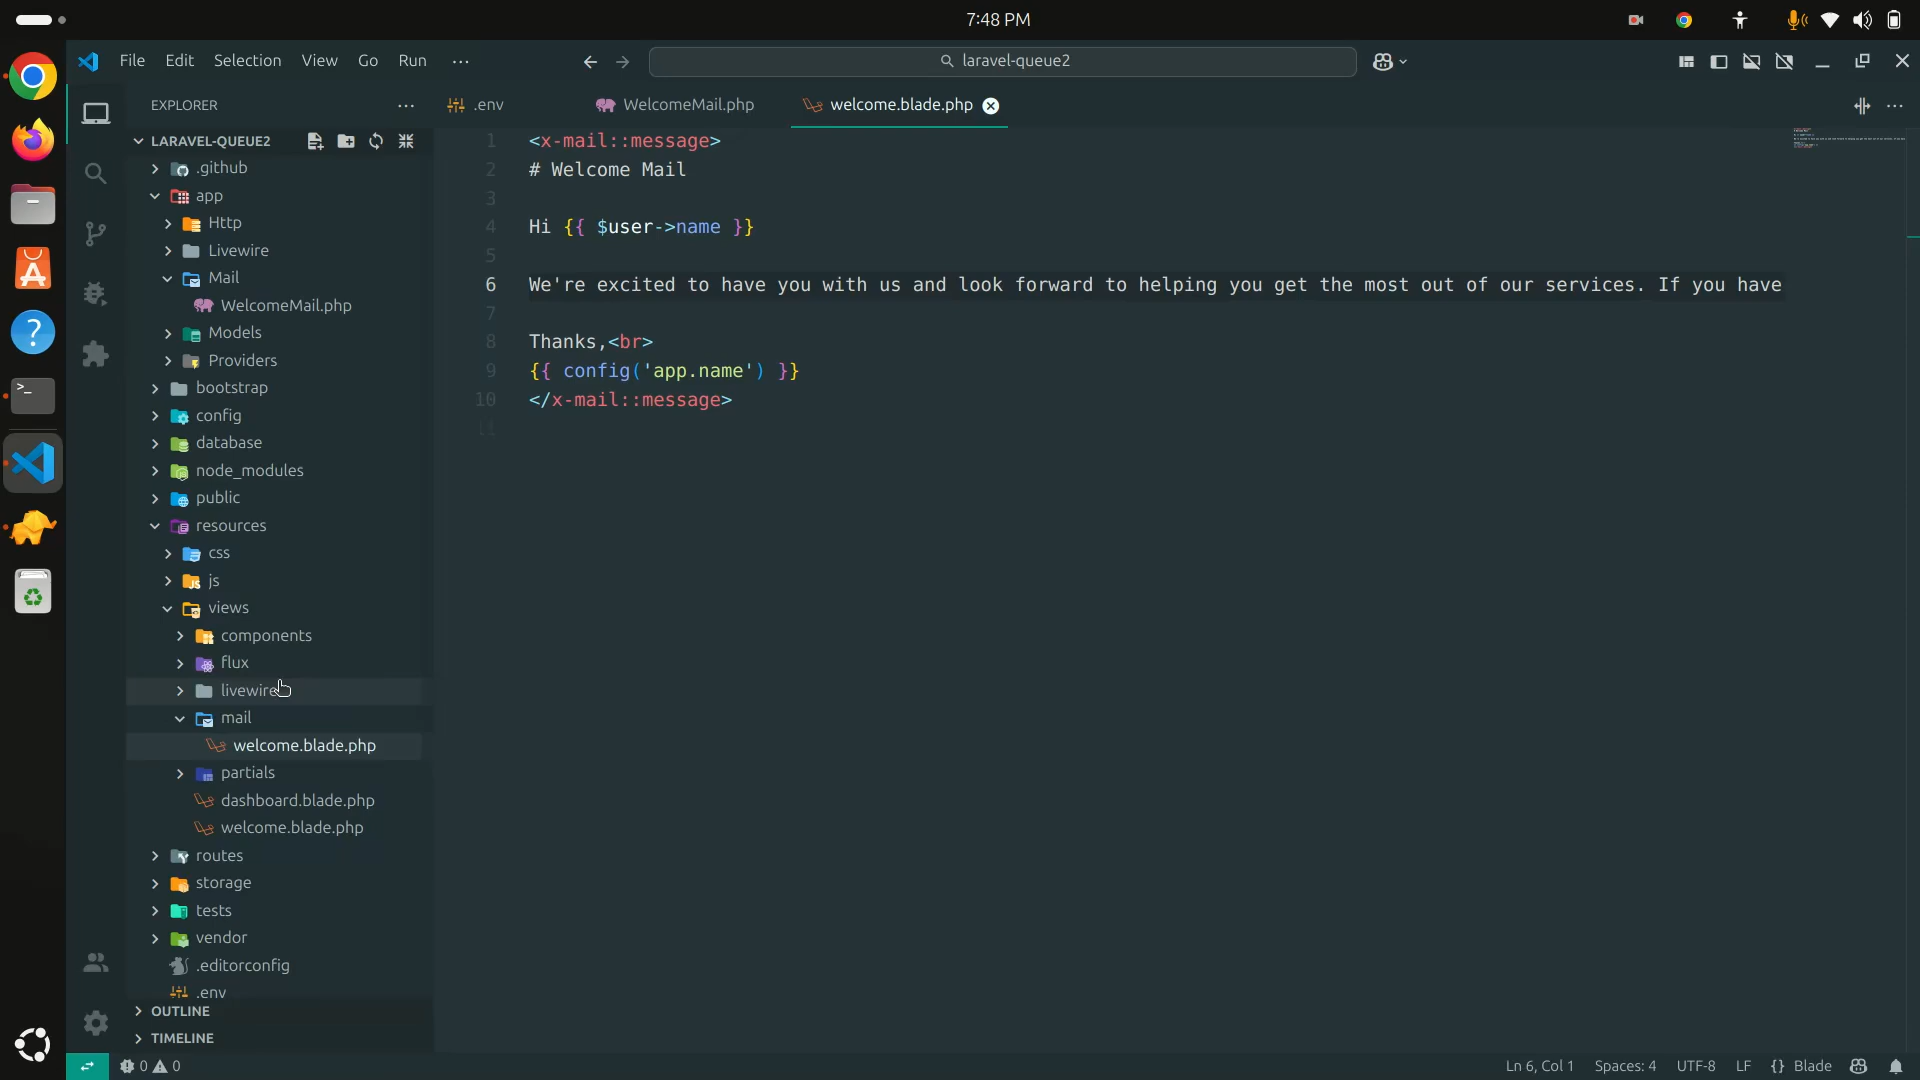 7:48 PM
File Edit Selection View Go Run ···
laravel-queue2
EXPLORER ···
.env
WelcomeMail.php
welcome.blade.php
LARAVEL-QUEUE2
.github
app
Http
Livewire
Mail
WelcomeMail.php
Models
Providers
bootstrap
config
database
node_modules
public
resources
css
js
views
components
flux
livewire
mail
welcome.blade.php
partials
dashboard.blade.php
welcome.blade.php
routes
storage
tests
vendor
.editorconfig
.env
OUTLINE
TIMELINE
1 <x-mail::message>
2 # Welcome Mail
3
4 Hi {{ $user->name }}
5
6 We're excited to have you with us and look forward to helping you get the most out of our services. If you have
7
8 Thanks,<br>
9 {{ config('app.name') }}
10 </x-mail::message>
11
0 0
Ln 6, Col 1 Spaces: 4 UTF-8 LF {} Blade